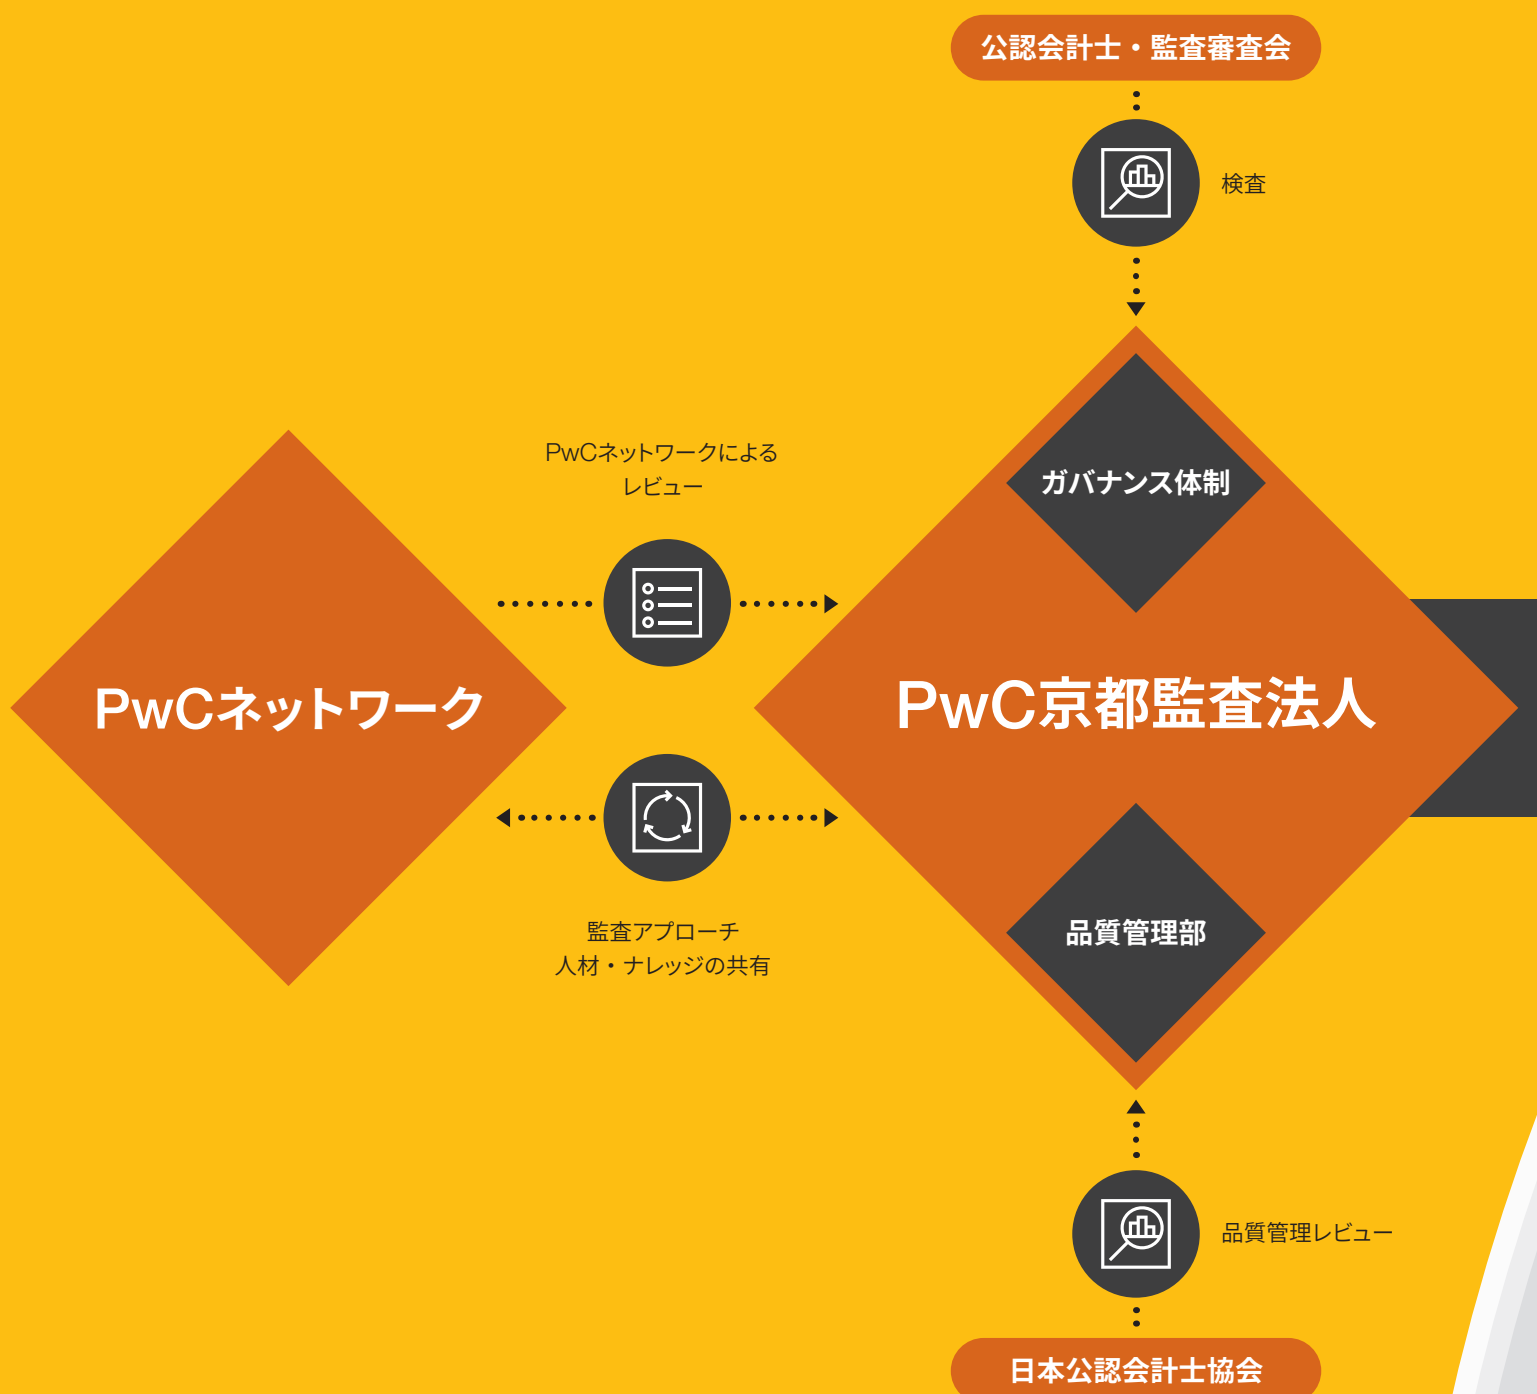 公認会計士・監査審査会
検査
PwCネットワークによる
レビュー
ガバナンス体制
PwCネットワーク
PwC京都監査法人
監査アプローチ
人材・ナレッジの共有
品質管理部
品質管理レビュー
日本公認会計士協会